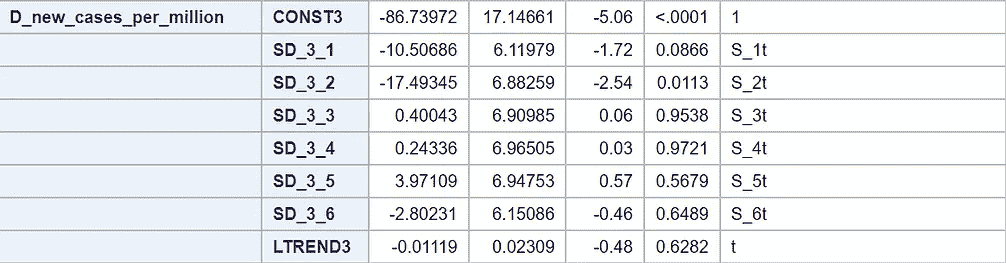 D_new_cases_per_million CONST3 -86.73972 17.14661 -5.06 <.0001 1
SD_3_1 -10.50686 6.11979 -1.72 0.0866 S_1t
SD_3_2 -17.49345 6.88259 -2.54 0.0113 S_2t
SD_3_3 0.40043 6.90985 0.06 0.9538 S_3t
SD_3_4 0.24336 6.96505 0.03 0.9721 S_4t
SD_3_5 3.97109 6.94753 0.57 0.5679 S_5t
SD_3_6 -2.80231 6.15086 -0.46 0.6489 S_6t
LTREND3 -0.01119 0.02309 -0.48 0.6282 t